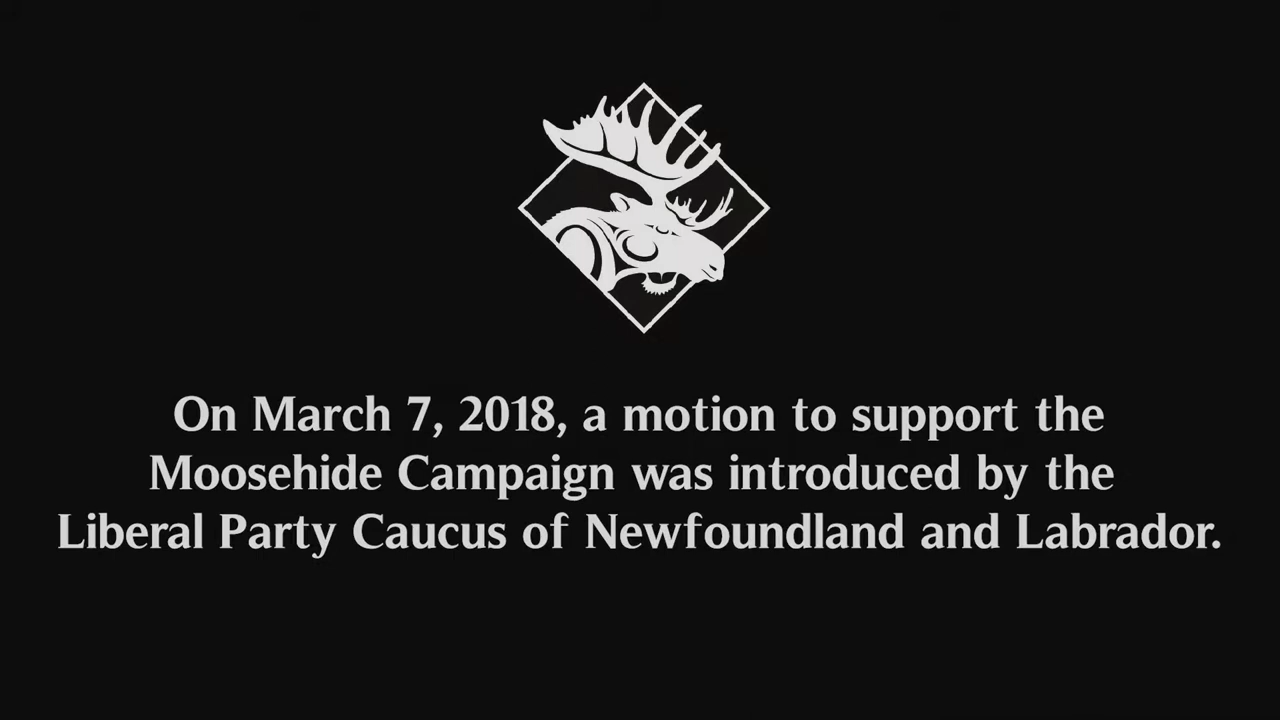 On March 7, 2018, a motion to support the
Moosehide Campaign was introduced by the
Liberal Party Caucus of Newfoundland and Labrador.